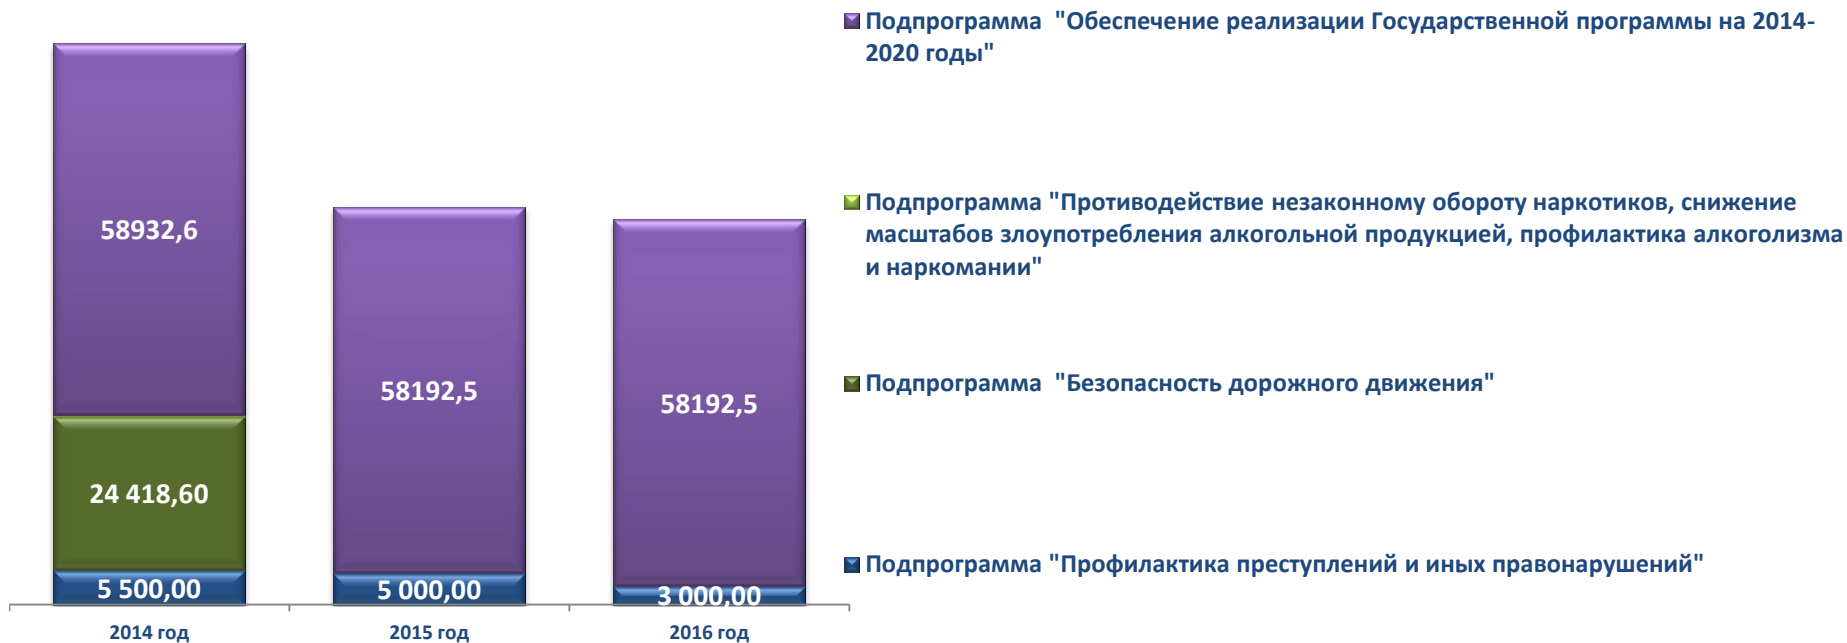 58932,6
24 418,60
5 500,00
58192,5
5 000,00
58192,5
3 000,00
2014 год
2015 год
2016 год
Подпрограмма "Обеспечение реализации Государственной программы на 2014-
2020 годы"
Подпрограмма "Противодействие незаконному обороту наркотиков, снижение
масштабов злоупотребления алкогольной продукцией, профилактика алкоголизма
и наркомании"
Подпрограмма "Безопасность дорожного движения"
Подпрограмма "Профилактика преступлений и иных правонарушений"